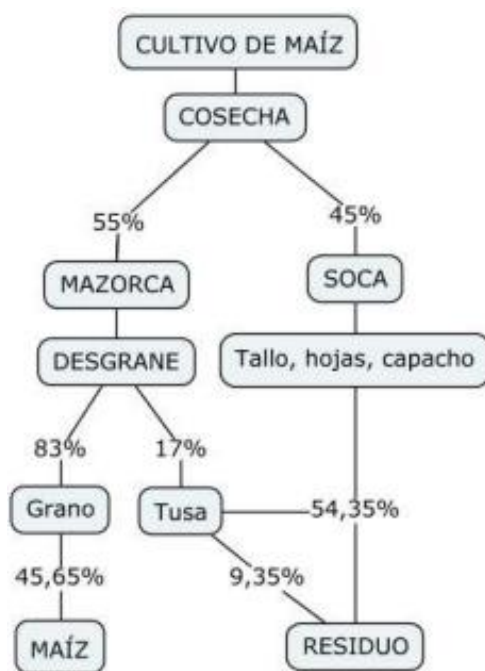 CULTIVO DE MAÍZ
COSECHA
55%
45%
MAZORCA
SOCA
DESGRANE
Tallo, hojas, capacho
83%
17%
Grano
Tusa
54,35%
45,65%
9,35%
MAÍZ
RESIDUO